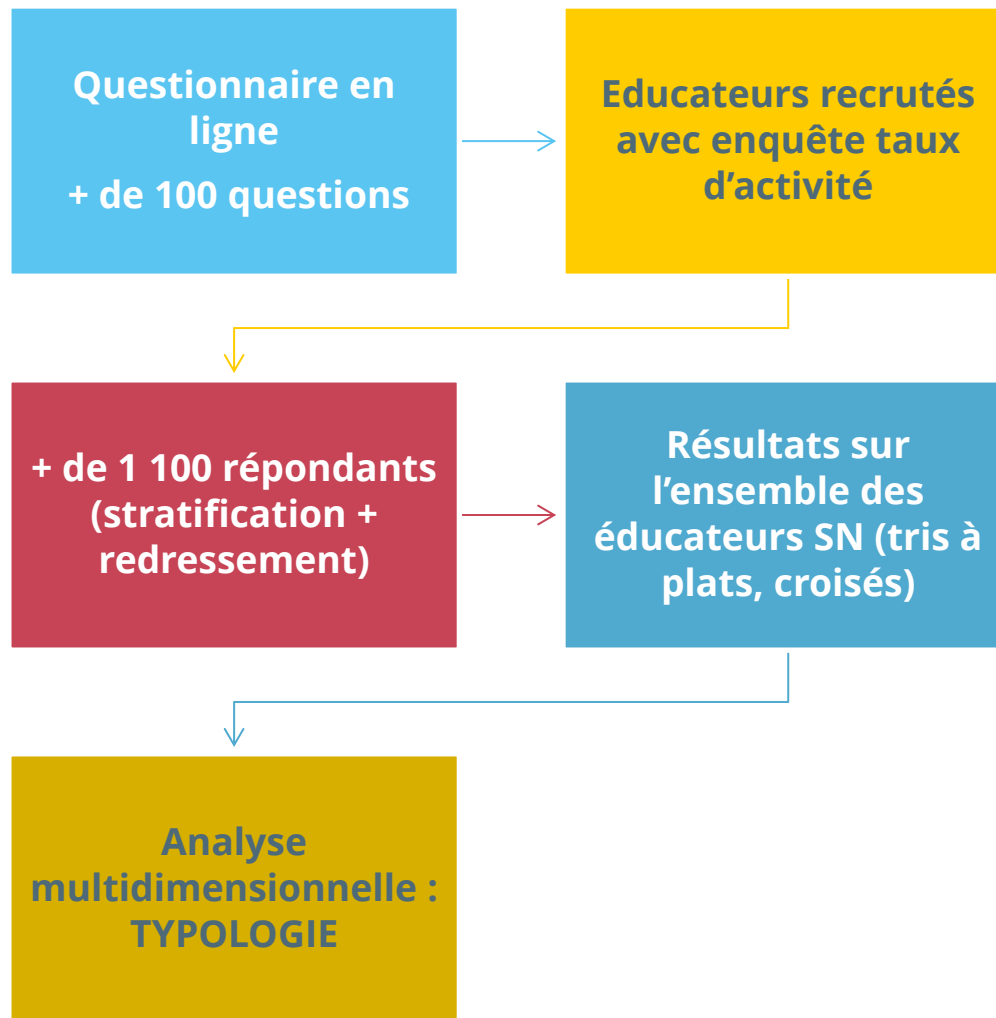 Questionnaire en
ligne
+ de 100 questions
Educateurs recrutés
avec enquête taux
d’activité
+ de 1 100 répondants
(stratification +
redressement)
Résultats sur
l’ensemble des
éducateurs SN (tris à
plats, croisés)
Analyse
multidimensionnelle :
TYPOLOGIE